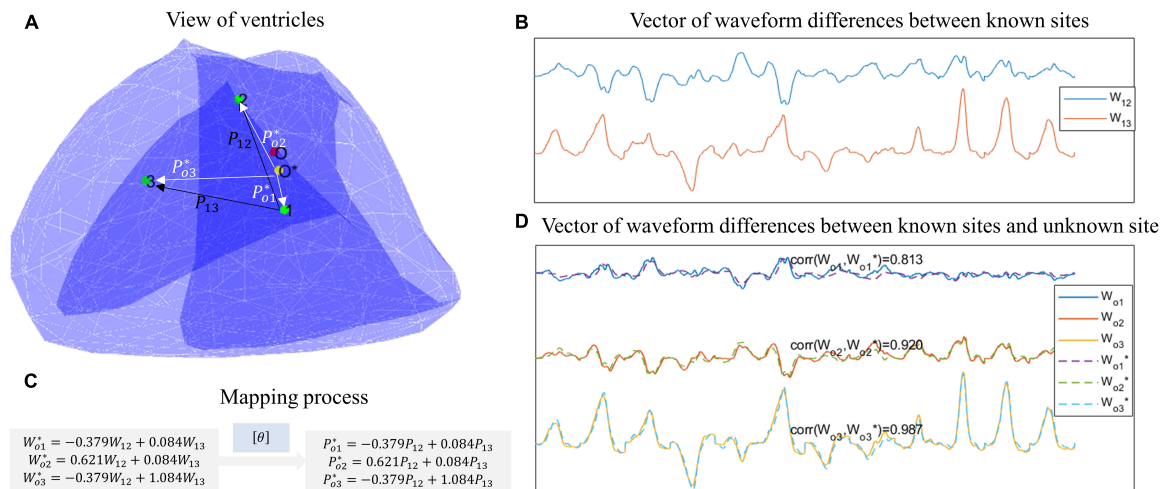 View of ventricles
A
2
P*o2
P12
O
O*
P*o3
3
P*o1
P13
1
B
Vector of waveform differences between known sites
W12
W13
C
Mapping process
W*o1 = −0.379W12 + 0.084W13
W*o2 = 0.621W12 + 0.084W13
W*o3 = −0.379W12 + 1.084W13
[θ]
P*o1 = −0.379P12 + 0.084P13
P*o2 = 0.621P12 + 0.084P13
P*o3 = −0.379P12 + 1.084P13
D
Vector of waveform differences between known sites and unknown site
corr(Wo1,Wo1*)=0.813
corr(Wo2,Wo2*)=0.920
corr(Wo3,Wo3*)=0.987
Wo1
Wo2
Wo3
Wo1*
Wo2*
Wo3*